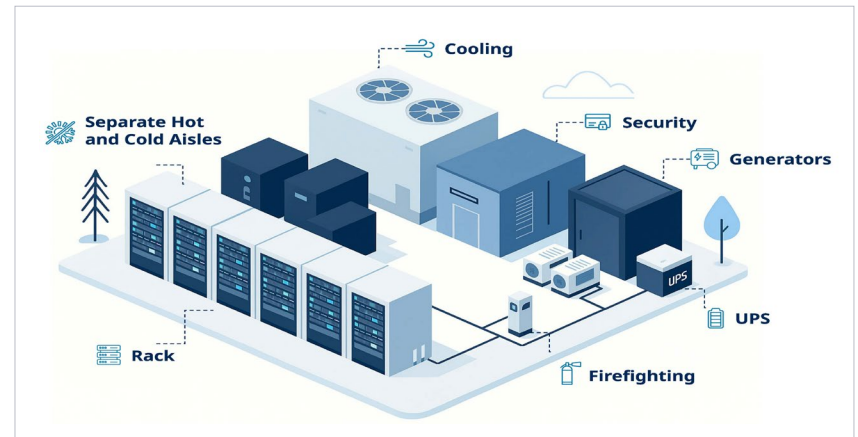 Cooling
Separate Hot
and Cold Aisles
Security
Generators
UPS
UPS
Rack
Firefighting